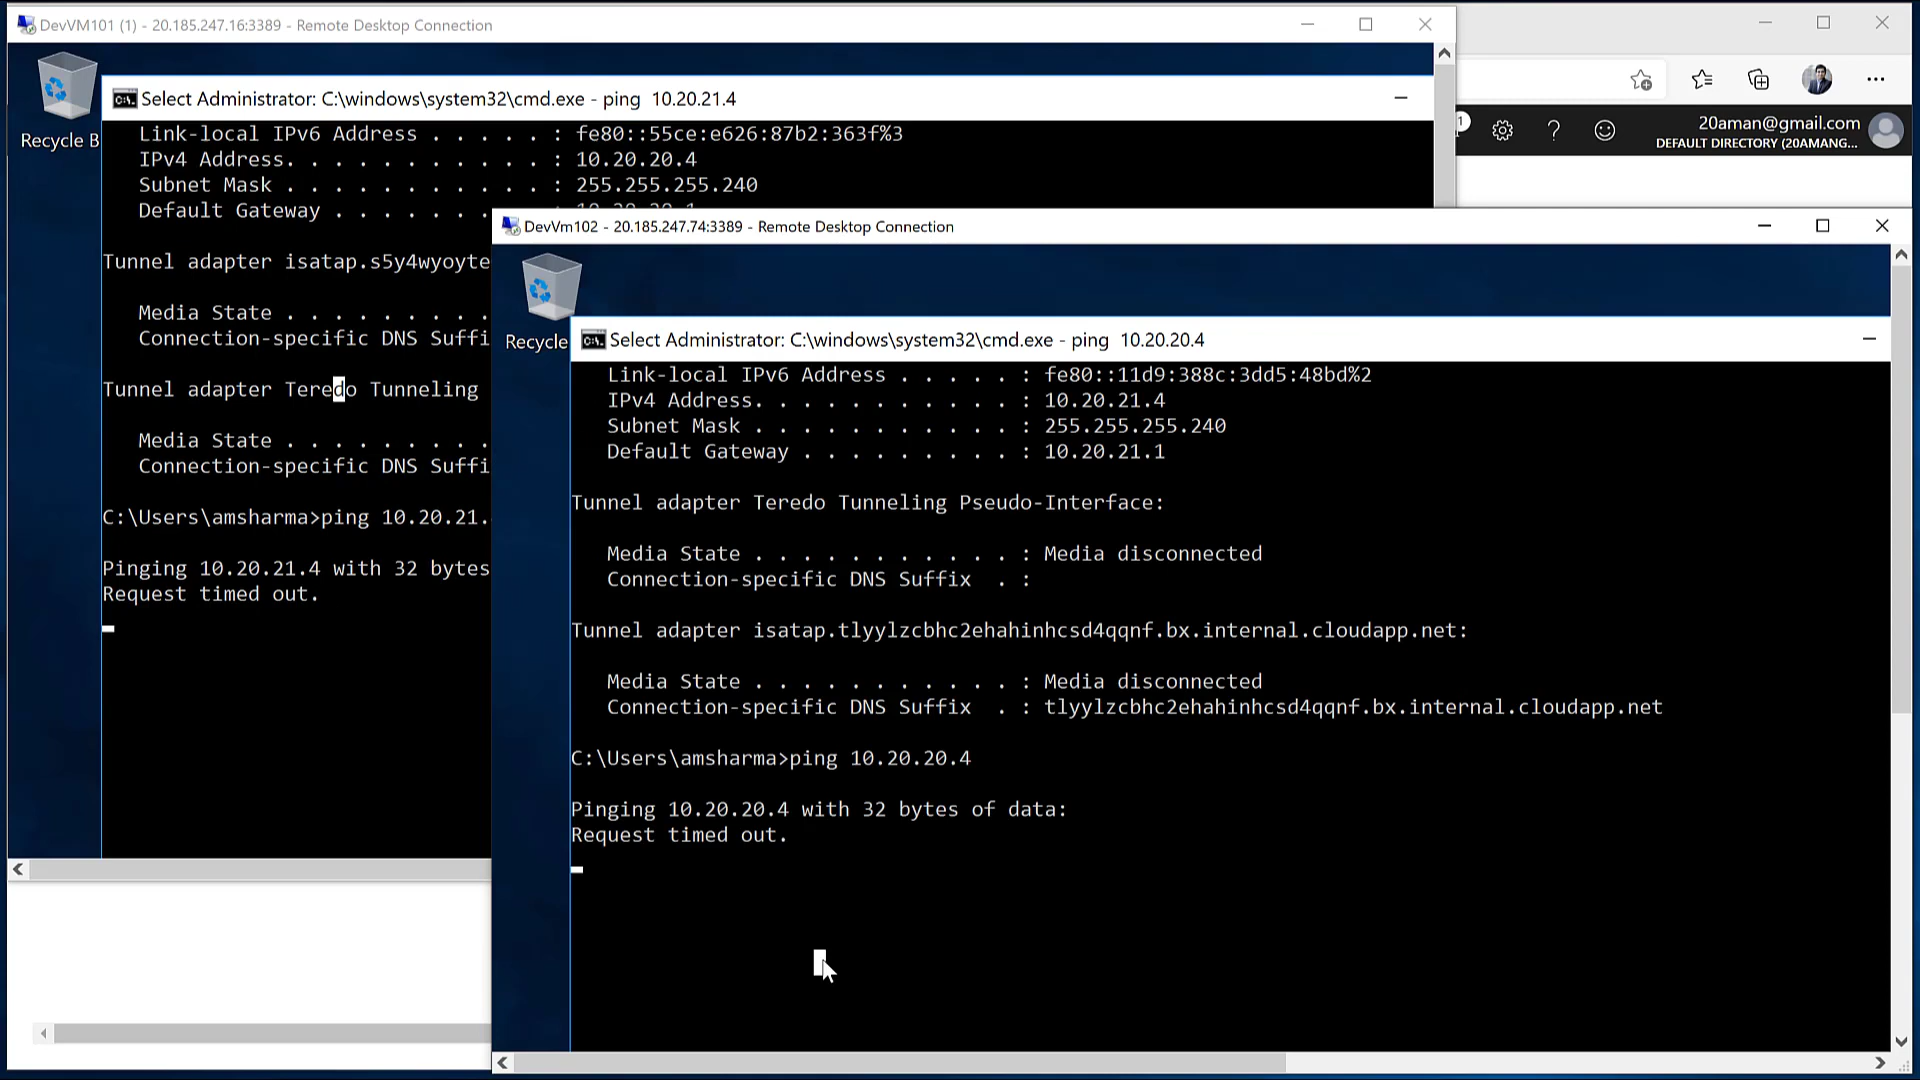 DevVM101 (1) - 20.185.247.16:3389 - Remote Desktop Connection
Recycle B
Select Administrator: C:\windows\system32\cmd.exe - ping 10.20.21.4
Link-local IPv6 Address . . . . . : fe80::55ce:e626:87b2:363f%3
IPv4 Address. . . . . . . . . . . : 10.20.20.4
Subnet Mask . . . . . . . . . . . : 255.255.255.240
Default Gateway . . . . . . .
Tunnel adapter isatap.s5y4wyoyte
Media State . . . . . . . . .
Connection-specific DNS Suffi
Tunnel adapter Teredo Tunneling
Media State . . . . . . . . .
Connection-specific DNS Suffi
C:\Users\amsharma>ping 10.20.21.
Pinging 10.20.21.4 with 32 bytes
Request timed out.
1
20aman@gmail.com
DEFAULT DIRECTORY (20AMANG...
DevVm102 - 20.185.247.74:3389 - Remote Desktop Connection
Recycle
Select Administrator: C:\windows\system32\cmd.exe - ping 10.20.20.4
Link-local IPv6 Address . . . . . : fe80::11d9:388c:3dd5:48bd%2
IPv4 Address. . . . . . . . . . . : 10.20.21.4
Subnet Mask . . . . . . . . . . . : 255.255.255.240
Default Gateway . . . . . . . . . : 10.20.21.1
Tunnel adapter Teredo Tunneling Pseudo-Interface:
Media State . . . . . . . . . . . : Media disconnected
Connection-specific DNS Suffix . :
Tunnel adapter isatap.tlyylzcbhc2ehahinhcsd4qqnf.bx.internal.cloudapp.net:
Media State . . . . . . . . . . . : Media disconnected
Connection-specific DNS Suffix . : tlyylzcbhc2ehahinhcsd4qqnf.bx.internal.cloudapp.net
C:\Users\amsharma>ping 10.20.20.4
Pinging 10.20.20.4 with 32 bytes of data:
Request timed out.